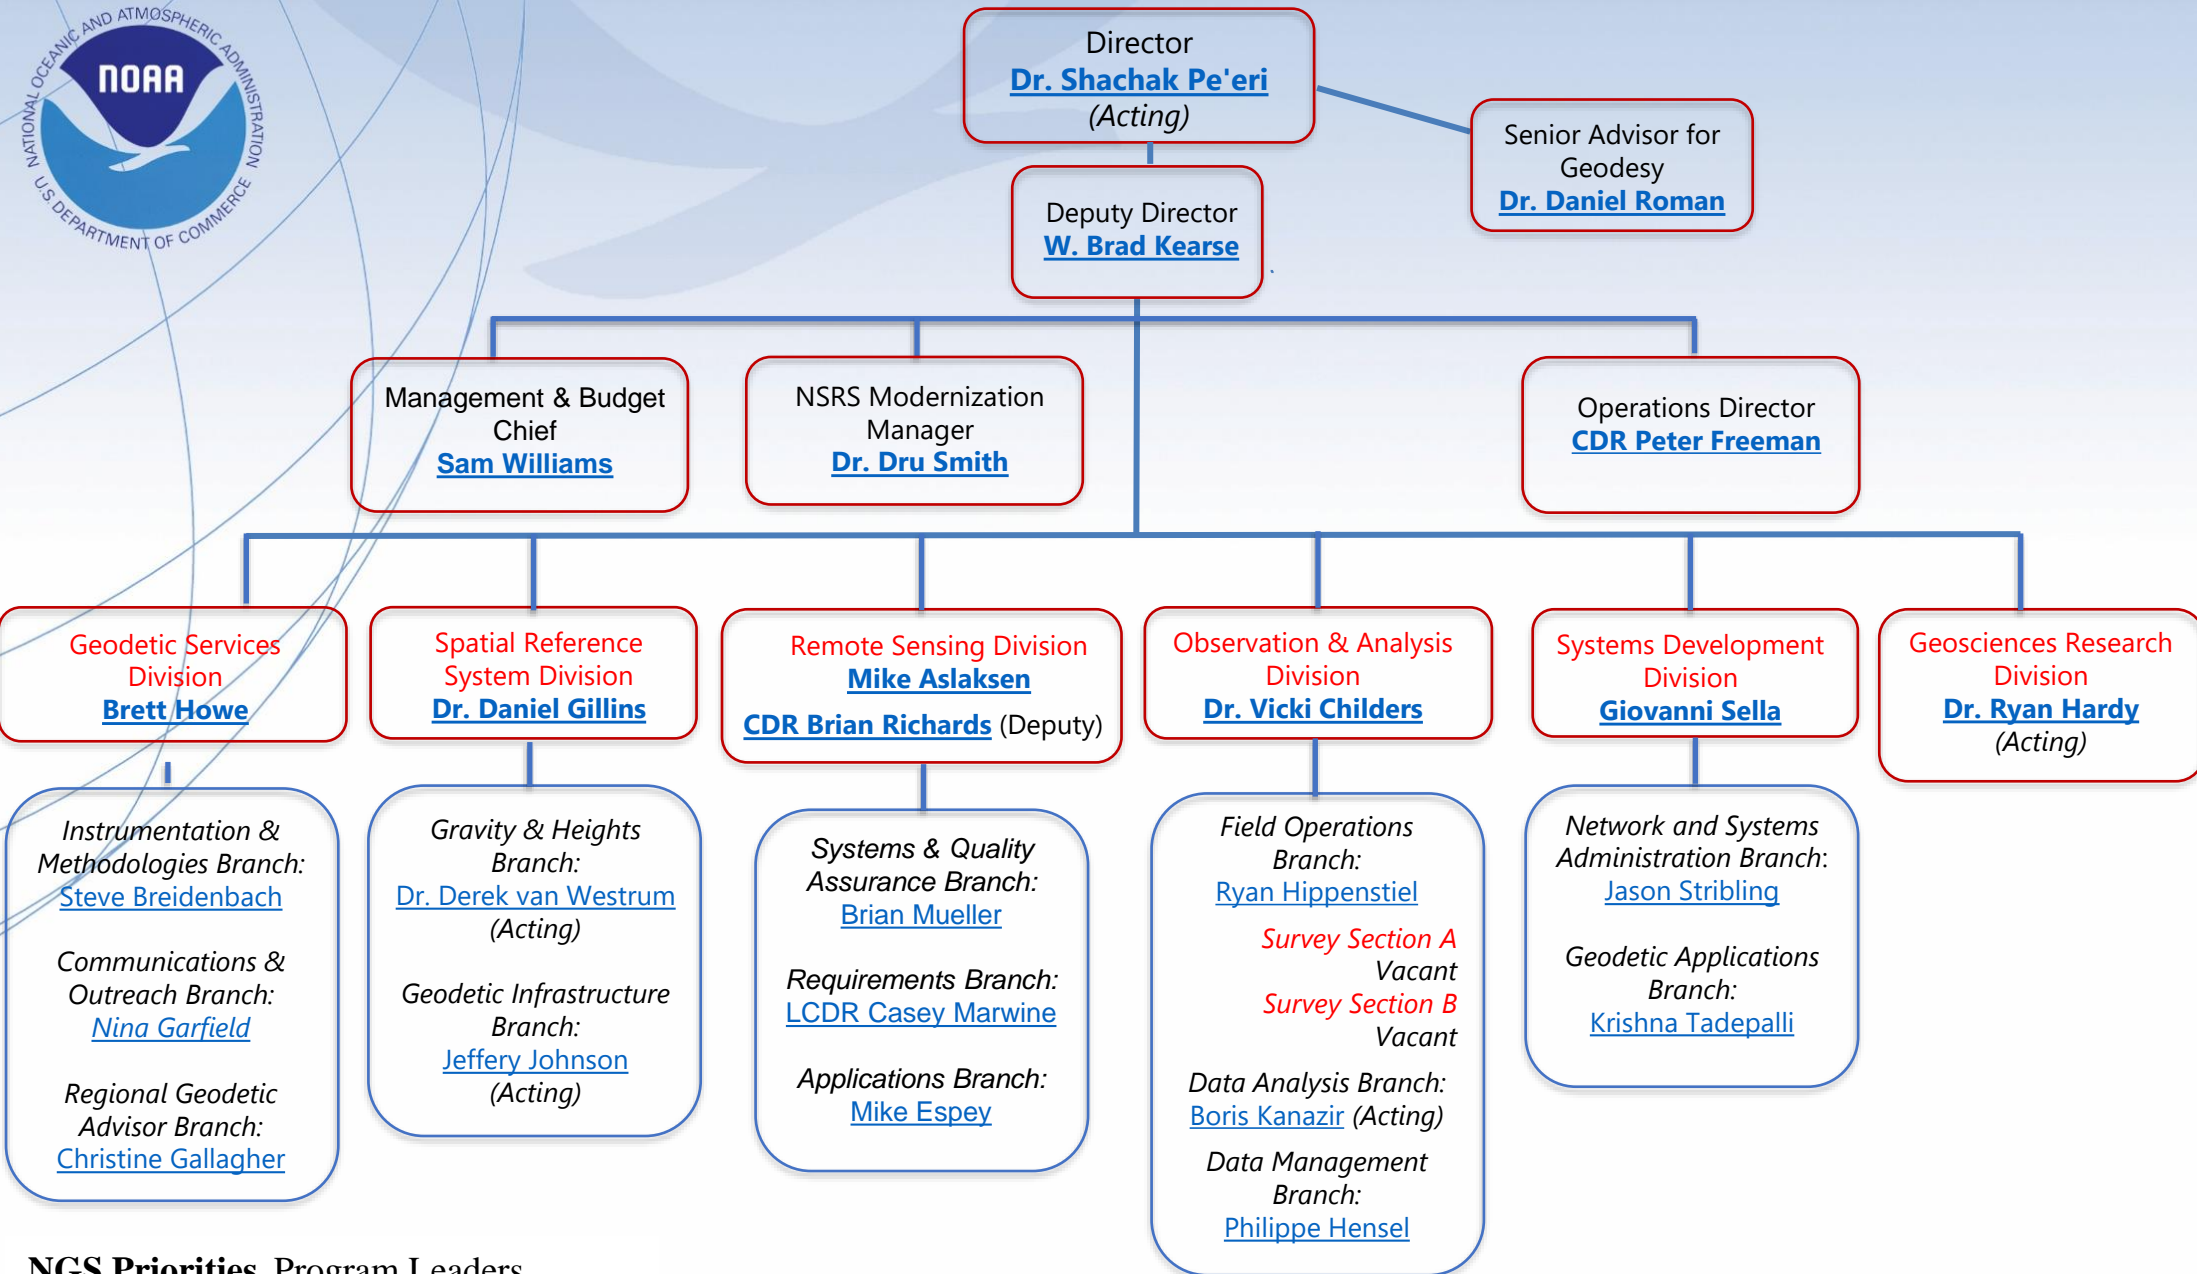 NATIONAL OCEANIC AND ATMOSPHERIC ADMINISTRATION
U.S. DEPARTMENT OF COMMERCE
NOAA
Director
Dr. Shachak Pe'eri
(Acting)
Senior Advisor for
Geodesy
Dr. Daniel Roman
Deputy Director
W. Brad Kearse
.
Management & Budget
Chief
Sam Williams
NSRS Modernization
Manager
Dr. Dru Smith
Operations Director
CDR Peter Freeman
Geodetic Services
Division
Brett Howe
Spatial Reference
System Division
Dr. Daniel Gillins
Remote Sensing Division
Mike Aslaksen
CDR Brian Richards (Deputy)
Observation & Analysis
Division
Dr. Vicki Childers
Systems Development
Division
Giovanni Sella
Geosciences Research
Division
Dr. Ryan Hardy
(Acting)
Instrumentation &
Methodologies Branch:
Steve Breidenbach
Communications &
Outreach Branch:
Nina Garfield
Regional Geodetic
Advisor Branch:
Christine Gallagher
Gravity & Heights
Branch:
Dr. Derek van Westrum
(Acting)
Geodetic Infrastructure
Branch:
Jeffery Johnson
(Acting)
Systems & Quality
Assurance Branch:
Brian Mueller
Requirements Branch:
LCDR Casey Marwine
Applications Branch:
Mike Espey
Field Operations
Branch:
Ryan Hippenstiel
Survey Section A
Vacant
Survey Section B
Vacant
Data Analysis Branch:
Boris Kanazir (Acting)
Data Management
Branch:
Philippe Hensel
Network and Systems
Administration Branch:
Jason Stribling
Geodetic Applications
Branch:
Krishna Tadepalli
NGS Priorities Program Leaders